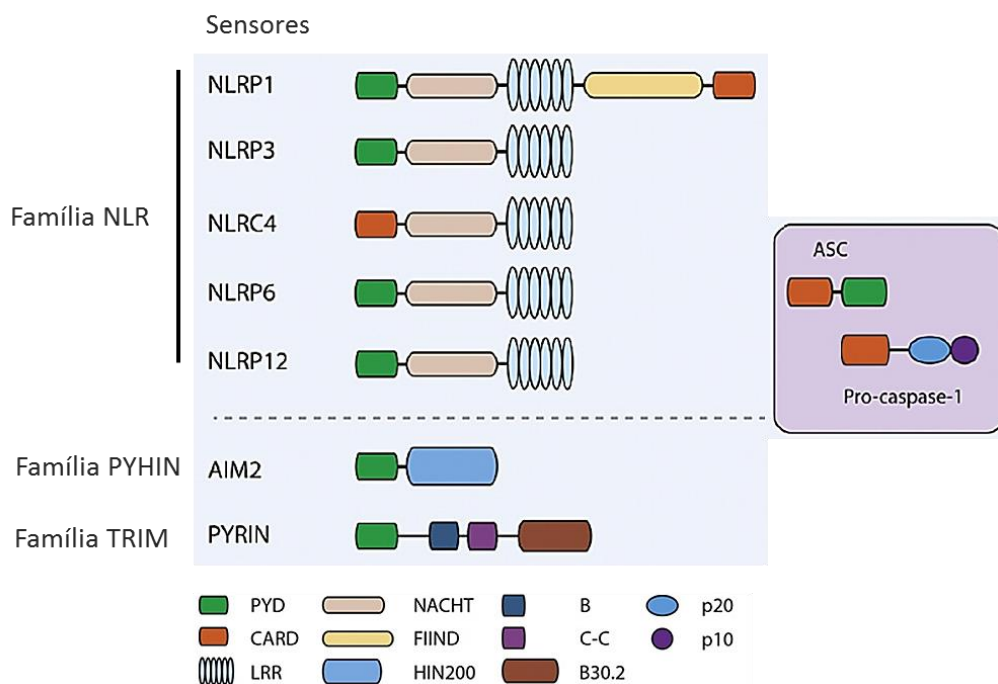 Sensores
NLRP1
NLRP3
Família NLR
NLRC4
NLRP6
NLRP12
ASC
Pro-caspase-1
Família PYHIN
AIM2
Família TRIM
PYRIN
PYD
NACHT
B
p20
CARD
FIIND
C-C
p10
LRR
HIN200
B30.2